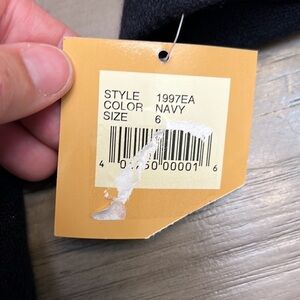 STYLE 1997EA
COLOR NAVY
SIZE 6
4 00001 6